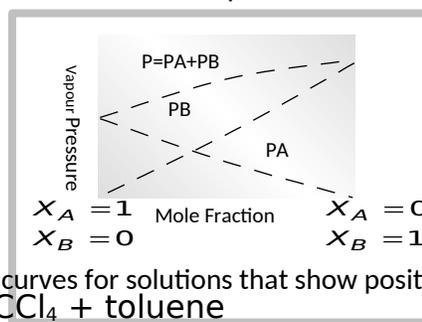 P=PA+PB
PB
PA
Vapour Pressure
X_A =1
X_B =0
Mole Fraction
X_A =0
X_B =1
curves for solutions that show posit
CCl₄ + toluene